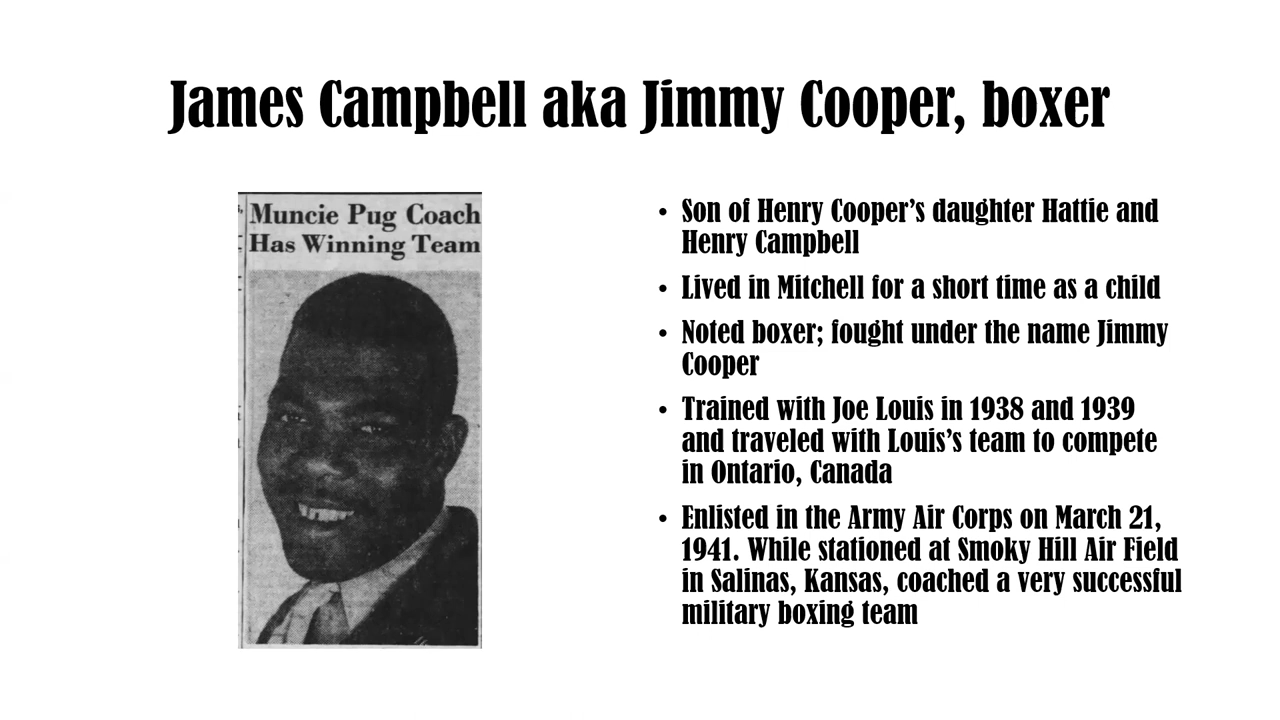 James Campbell aka Jimmy Cooper, boxer
Muncie Pug Coach
Has Winning Team
• Son of Henry Cooper’s daughter Hattie and
Henry Campbell
• Lived in Mitchell for a short time as a child
• Noted boxer; fought under the name Jimmy
Cooper
• Trained with Joe Louis in 1938 and 1939
and traveled with Louis’s team to compete
in Ontario, Canada
• Enlisted in the Army Air Corps on March 21,
1941. While stationed at Smoky Hill Air Field
in Salinas, Kansas, coached a very successful
military boxing team